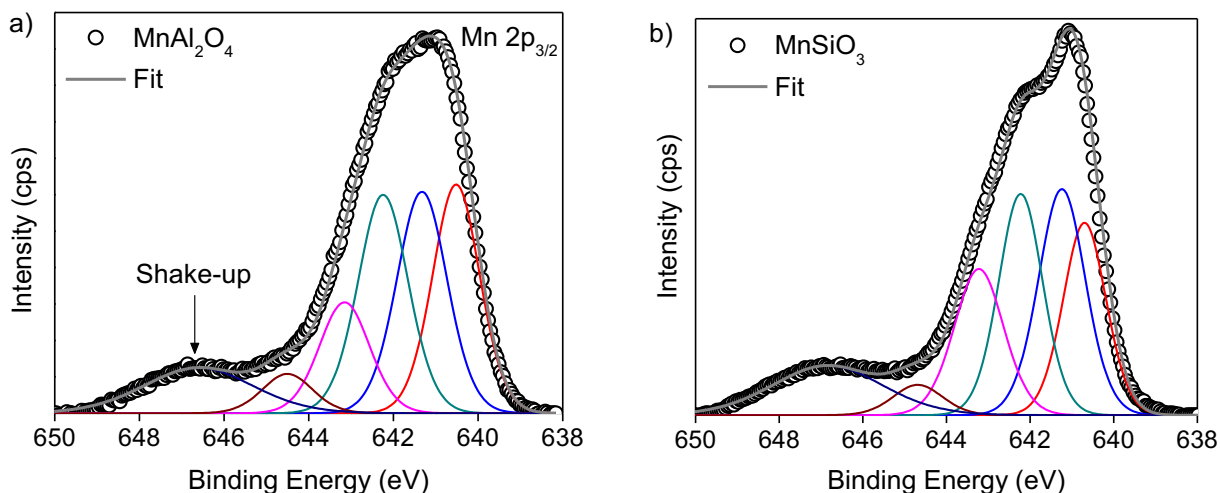 a)
MnAl₂O₄
Mn 2p₃/₂
Fit
Shake-up
Intensity (cps)
650 648 646 644 642 640 638
Binding Energy (eV)
b)
MnSiO₃
Fit
Intensity (cps)
650 648 646 644 642 640 638
Binding Energy (eV)